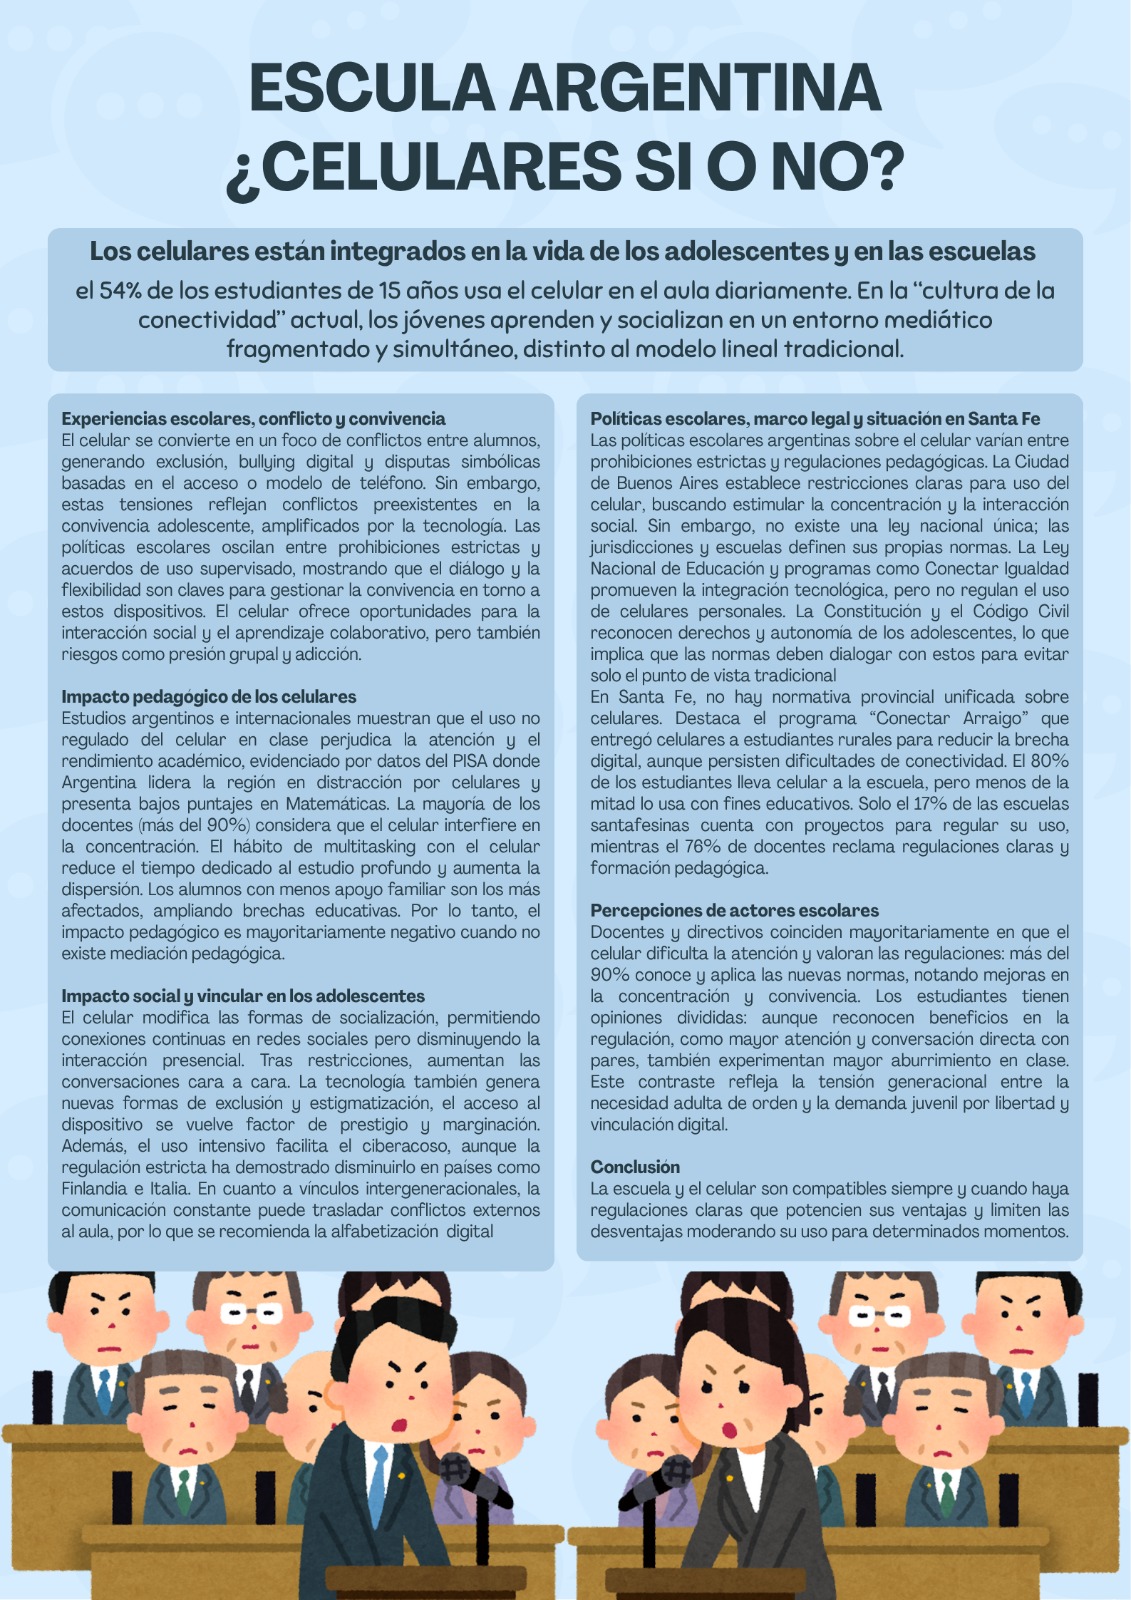 ESCULA ARGENTINA
¿CELULARES SI O NO?
Los celulares están integrados en la vida de los adolescentes y en las escuelas
el 54% de los estudiantes de 15 años usa el celular en el aula diariamente. En la “cultura de la
conectividad” actual, los jóvenes aprenden y socializan en un entorno mediático
fragmentado y simultáneo, distinto al modelo lineal tradicional.
Experiencias escolares, conflicto y convivencia
El celular se convierte en un foco de conflictos entre alumnos,
generando exclusión, bullying digital y disputas simbólicas
basadas en el acceso o modelo de teléfono. Sin embargo,
estas tensiones reflejan conflictos preexistentes en la
convivencia adolescente, amplificados por la tecnología. Las
políticas escolares oscilan entre prohibiciones estrictas y
acuerdos de uso supervisado, mostrando que el diálogo y la
flexibilidad son claves para gestionar la convivencia en torno a
estos dispositivos. El celular ofrece oportunidades para la
interacción social y el aprendizaje colaborativo, pero también
riesgos como presión grupal y adicción.
Impacto pedagógico de los celulares
Estudios argentinos e internacionales muestran que el uso no
regulado del celular en clase perjudica la atención y el
rendimiento académico, evidenciado por datos del PISA donde
Argentina lidera la región en distracción por celulares y
presenta bajos puntajes en Matemáticas. La mayoría de los
docentes (más del 90%) considera que el celular interfiere en
la concentración. El hábito de multitasking con el celular
reduce el tiempo dedicado al estudio profundo y aumenta la
dispersión. Los alumnos con menos apoyo familiar son los más
afectados, ampliando brechas educativas. Por lo tanto, el
impacto pedagógico es mayoritariamente negativo cuando no
existe mediación pedagógica.
Impacto social y vincular en los adolescentes
El celular modifica las formas de socialización, permitiendo
conexiones continuas en redes sociales pero disminuyendo la
interacción presencial. Tras restricciones, aumentan las
conversaciones cara a cara. La tecnología también genera
nuevas formas de exclusión y estigmatización, el acceso al
dispositivo se vuelve factor de prestigio y marginación.
Además, el uso intensivo facilita el ciberacoso, aunque la
regulación estricta ha demostrado disminuirlo en países como
Finlandia e Italia. En cuanto a vínculos intergeneracionales, la
comunicación constante puede trasladar conflictos externos
al aula, por lo que se recomienda la alfabetización digital
Políticas escolares, marco legal y situación en Santa Fe
Las políticas escolares argentinas sobre el celular varían entre
prohibiciones estrictas y regulaciones pedagógicas. La Ciudad
de Buenos Aires establece restricciones claras para uso del
celular, buscando estimular la concentración y la interacción
social. Sin embargo, no existe una ley nacional única; las
jurisdicciones y escuelas definen sus propias normas. La Ley
Nacional de Educación y programas como Conectar Igualdad
promueven la integración tecnológica, pero no regulan el uso
de celulares personales. La Constitución y el Código Civil
reconocen derechos y autonomía de los adolescentes, lo que
implica que las normas deben dialogar con estos para evitar
solo el punto de vista tradicional
En Santa Fe, no hay normativa provincial unificada sobre
celulares. Destaca el programa “Conectar Arraigo” que
entregó celulares a estudiantes rurales para reducir la brecha
digital, aunque persisten dificultades de conectividad. El 80%
de los estudiantes lleva celular a la escuela, pero menos de la
mitad lo usa con fines educativos. Solo el 17% de las escuelas
santafesinas cuenta con proyectos para regular su uso,
mientras el 76% de docentes reclama regulaciones claras y
formación pedagógica.
Percepciones de actores escolares
Docentes y directivos coinciden mayoritariamente en que el
celular dificulta la atención y valoran las regulaciones: más del
90% conoce y aplica las nuevas normas, notando mejoras en
la concentración y convivencia. Los estudiantes tienen
opiniones divididas: aunque reconocen beneficios en la
regulación, como mayor atención y conversación directa con
pares, también experimentan mayor aburrimiento en clase.
Este contraste refleja la tensión generacional entre la
necesidad adulta de orden y la demanda juvenil por libertad y
vinculación digital.
Conclusión
La escuela y el celular son compatibles siempre y cuando haya
regulaciones claras que potencien sus ventajas y limiten las
desventajas moderando su uso para determinados momentos.